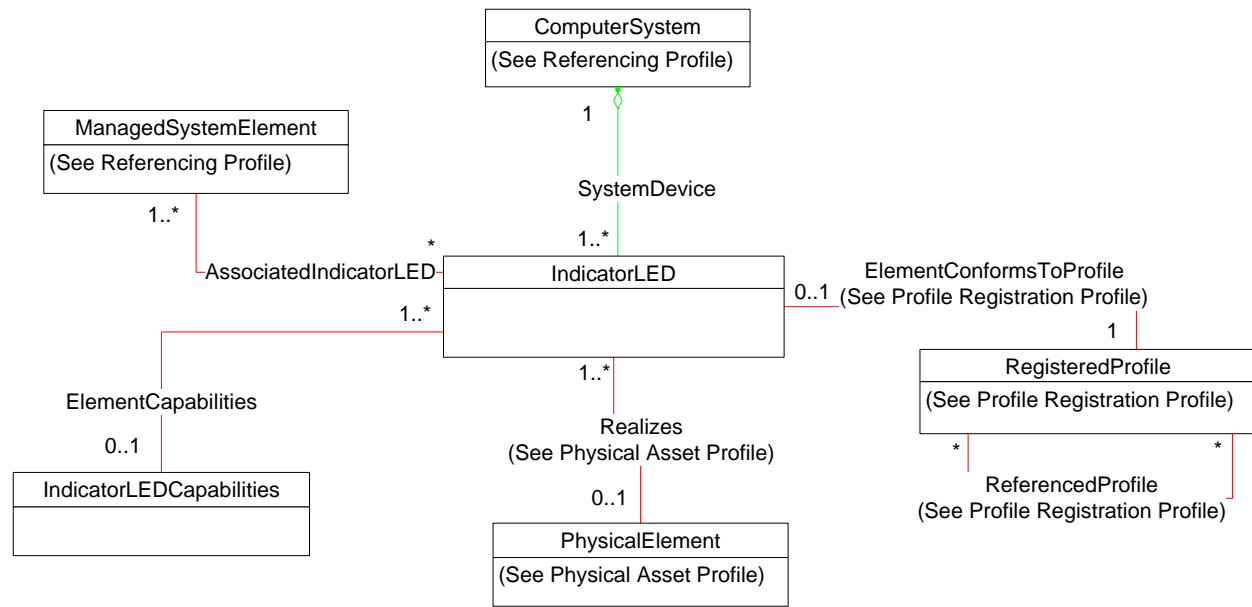 ComputerSystem
(See Referencing Profile)
1
ManagedSystemElement
(See Referencing Profile)
1..*
SystemDevice
1..*
*
AssociatedIndicatorLED
IndicatorLED
ElementConformsToProfile
(See Profile Registration Profile)
0..1
1..*
1
RegisteredProfile
(See Profile Registration Profile)
1..*
ElementCapabilities
Realizes
(See Physical Asset Profile)
0..1
*
*
ReferencedProfile
(See Profile Registration Profile)
IndicatorLEDCapabilities
0..1
PhysicalElement
(See Physical Asset Profile)